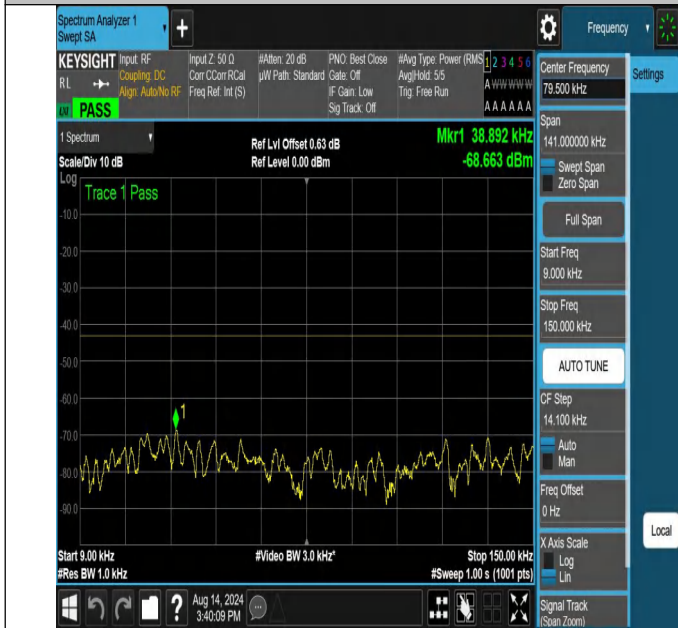 Spectrum Analyzer 1
Swept SA
+
Frequency
KEYSIGHT
RL
PASS
Input: RF
Coupling: DC
Align: Auto/No RF
Input Z: 50 Ω
Corr CCorr RCal
Freq Ref: Int (S)
#Atten: 20 dB
µW Path: Standard
PNO: Best Close
Gate: Off
IF Gain: Low
Sig Track: Off
#Avg Type: Power (RMS
Avg|Hold: 5/5
Trig: Free Run
1 2 3 4 5 6
A W W W W W
A A A A A A
1 Spectrum
Scale/Div 10 dB
Log
Ref Lvl Offset 0.63 dB
Ref Level 0.00 dBm
Mkr1 38.892 kHz
-68.663 dBm
Trace 1 Pass
-10.0
-20.0
-30.0
-40.0
-50.0
-60.0
-70.0
-80.0
-90.0
1
Start 9.00 kHz
#Res BW 1.0 kHz
#Video BW 3.0 kHz*
Stop 150.00 kHz
#Sweep 1.00 s (1001 pts)
?
Aug 14, 2024
3:40:09 PM
Center Frequency
79.500 kHz
Span
141.000000 kHz
Swept Span
Zero Span
Full Span
Start Freq
9.000 kHz
Stop Freq
150.000 kHz
AUTO TUNE
CF Step
14.100 kHz
Auto
Man
Freq Offset
0 Hz
X Axis Scale
Log
Lin
Signal Track
(Span Zoom)
Settings
Local